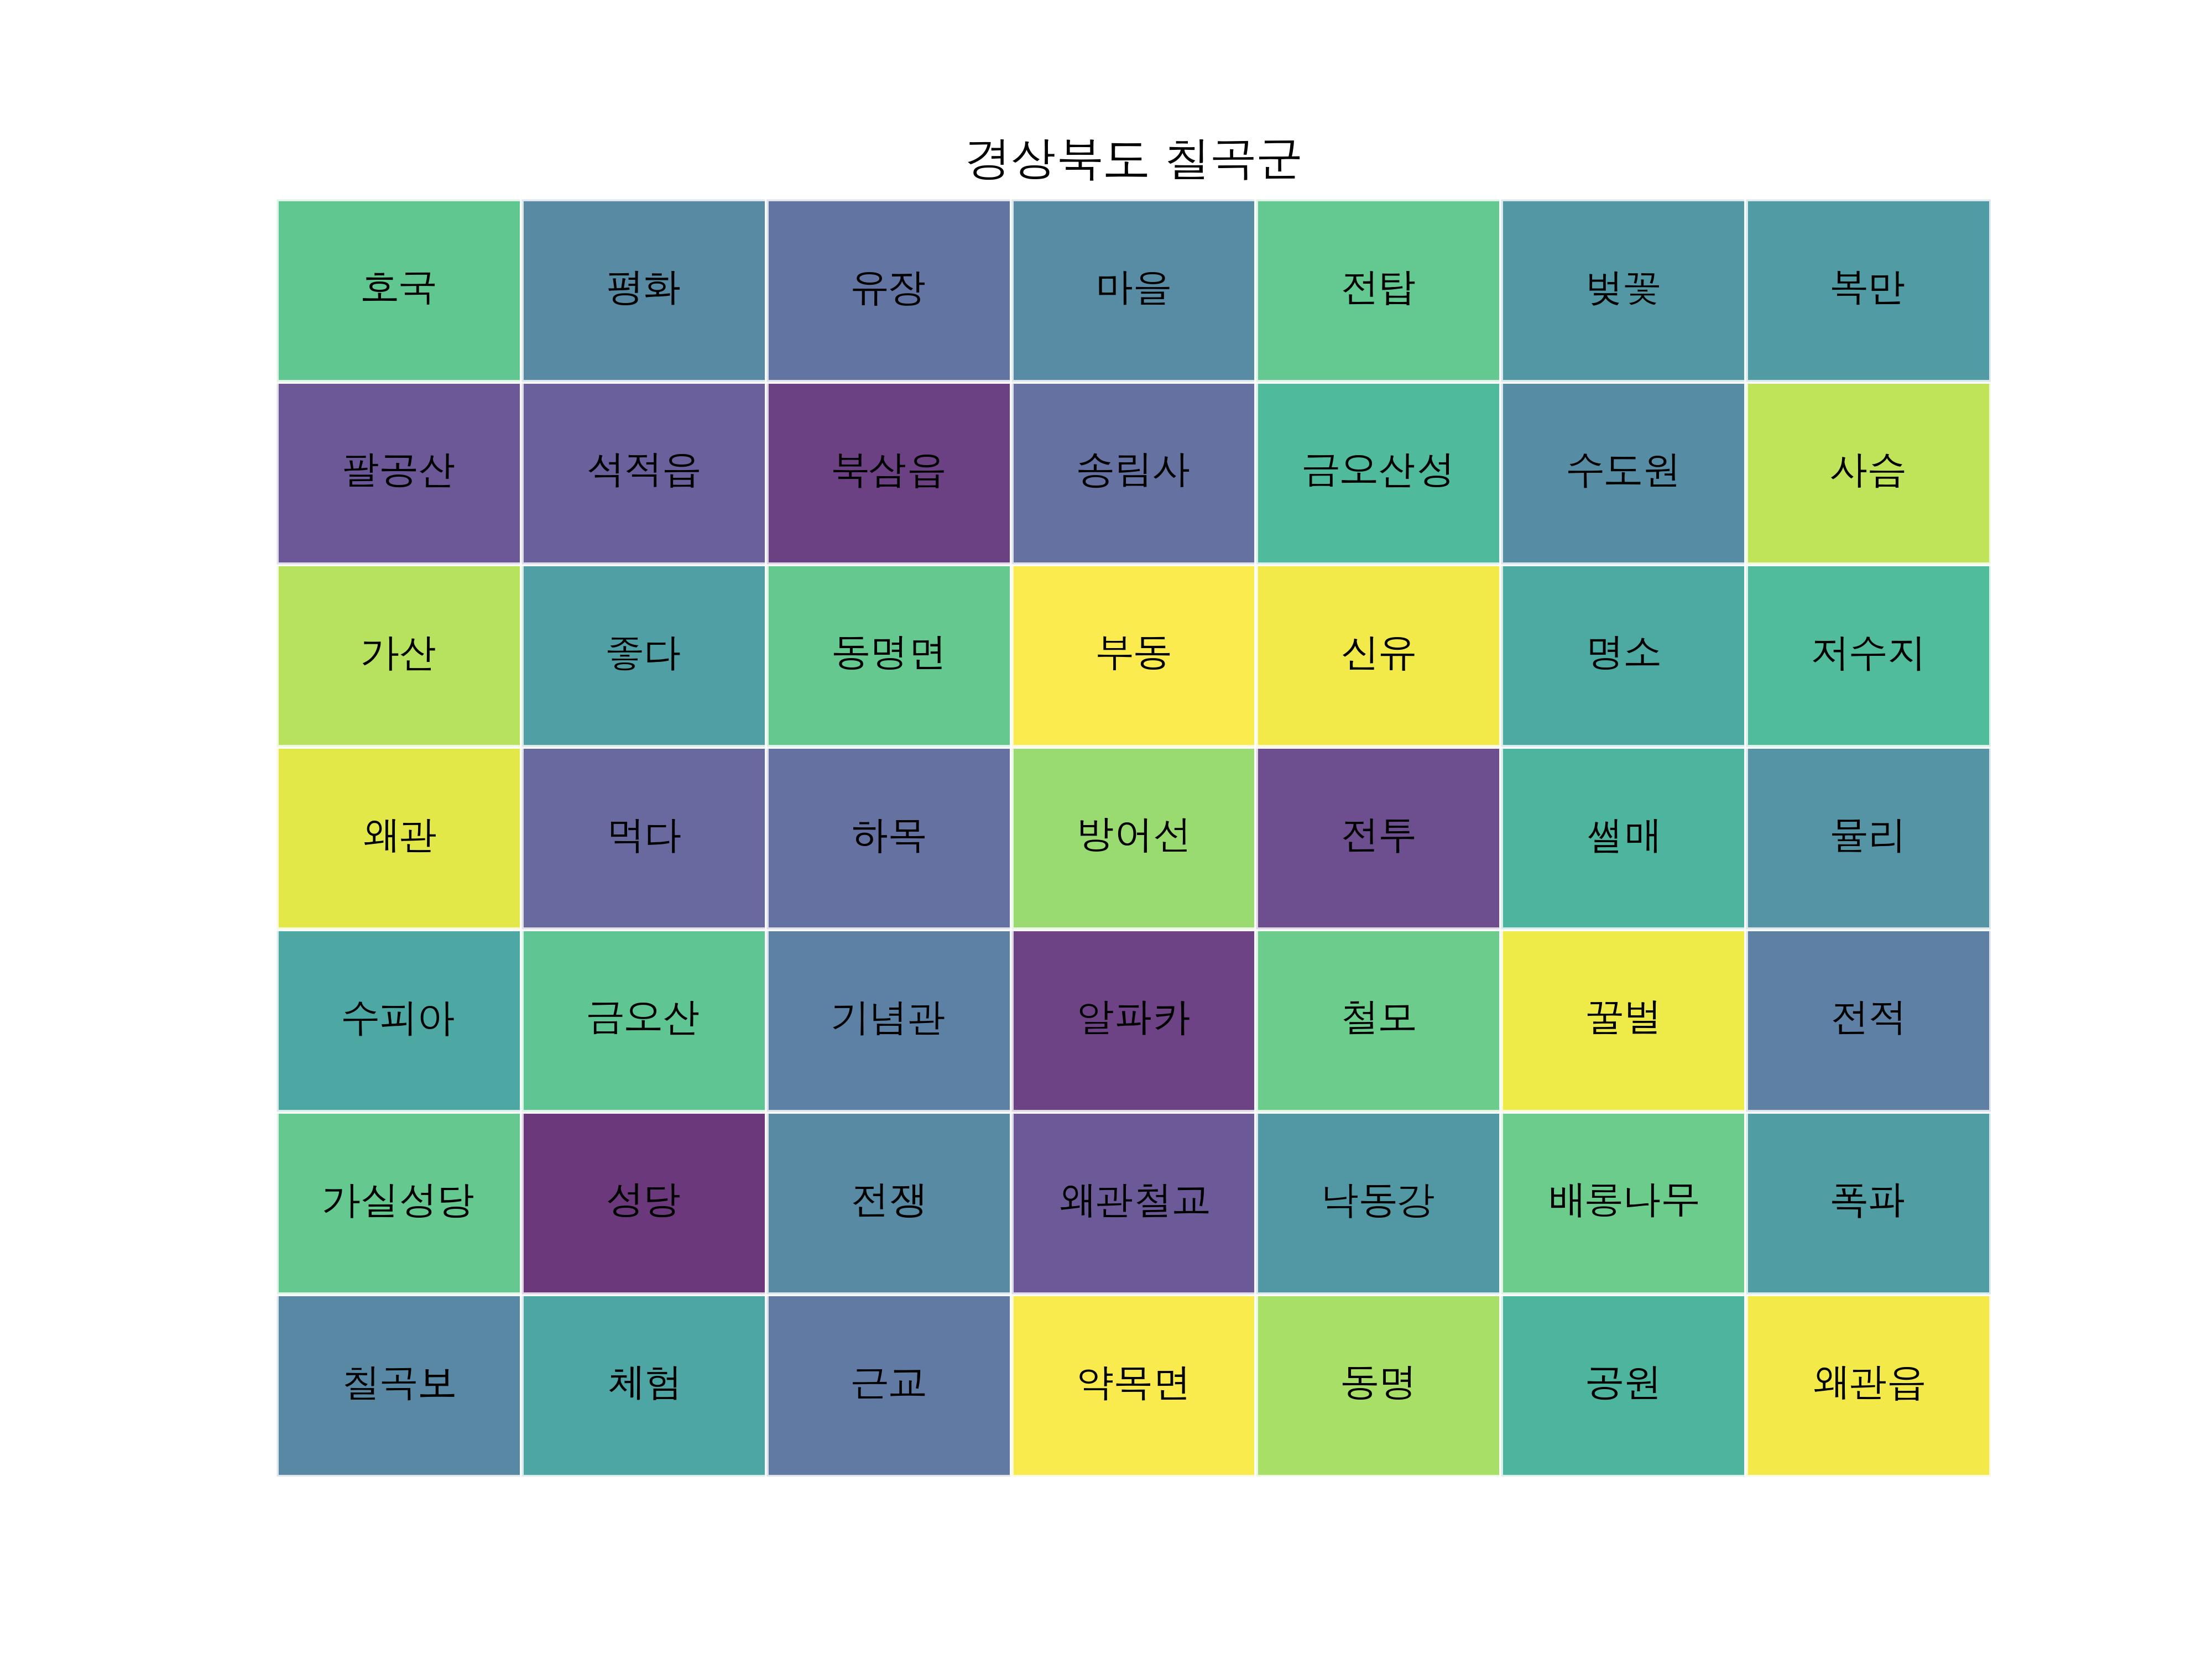 경상북도 칠곡군
호국 평화 유장 마을 전탑 벚꽃 복만
팔공산 석적읍 북삼읍 송림사 금오산성 수도원 사슴
가산 좋다 동명면 부동 신유 명소 저수지
왜관 먹다 하목 방어선 전투 썰매 물리
수피아 금오산 기념관 알파카 철모 꿀벌 전적
가실성당 성당 전쟁 왜관철교 낙동강 배롱나무 폭파
칠곡보 체험 근교 약목면 동명 공원 왜관읍